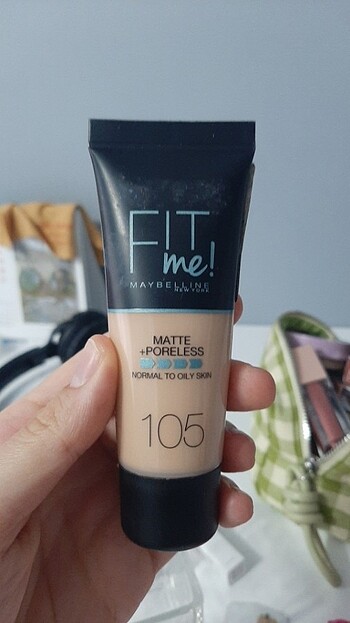 FIT
me!
MAYBELLINE
NEW YORK
MATTE
+PORELESS
NORMAL TO OILY SKIN
105